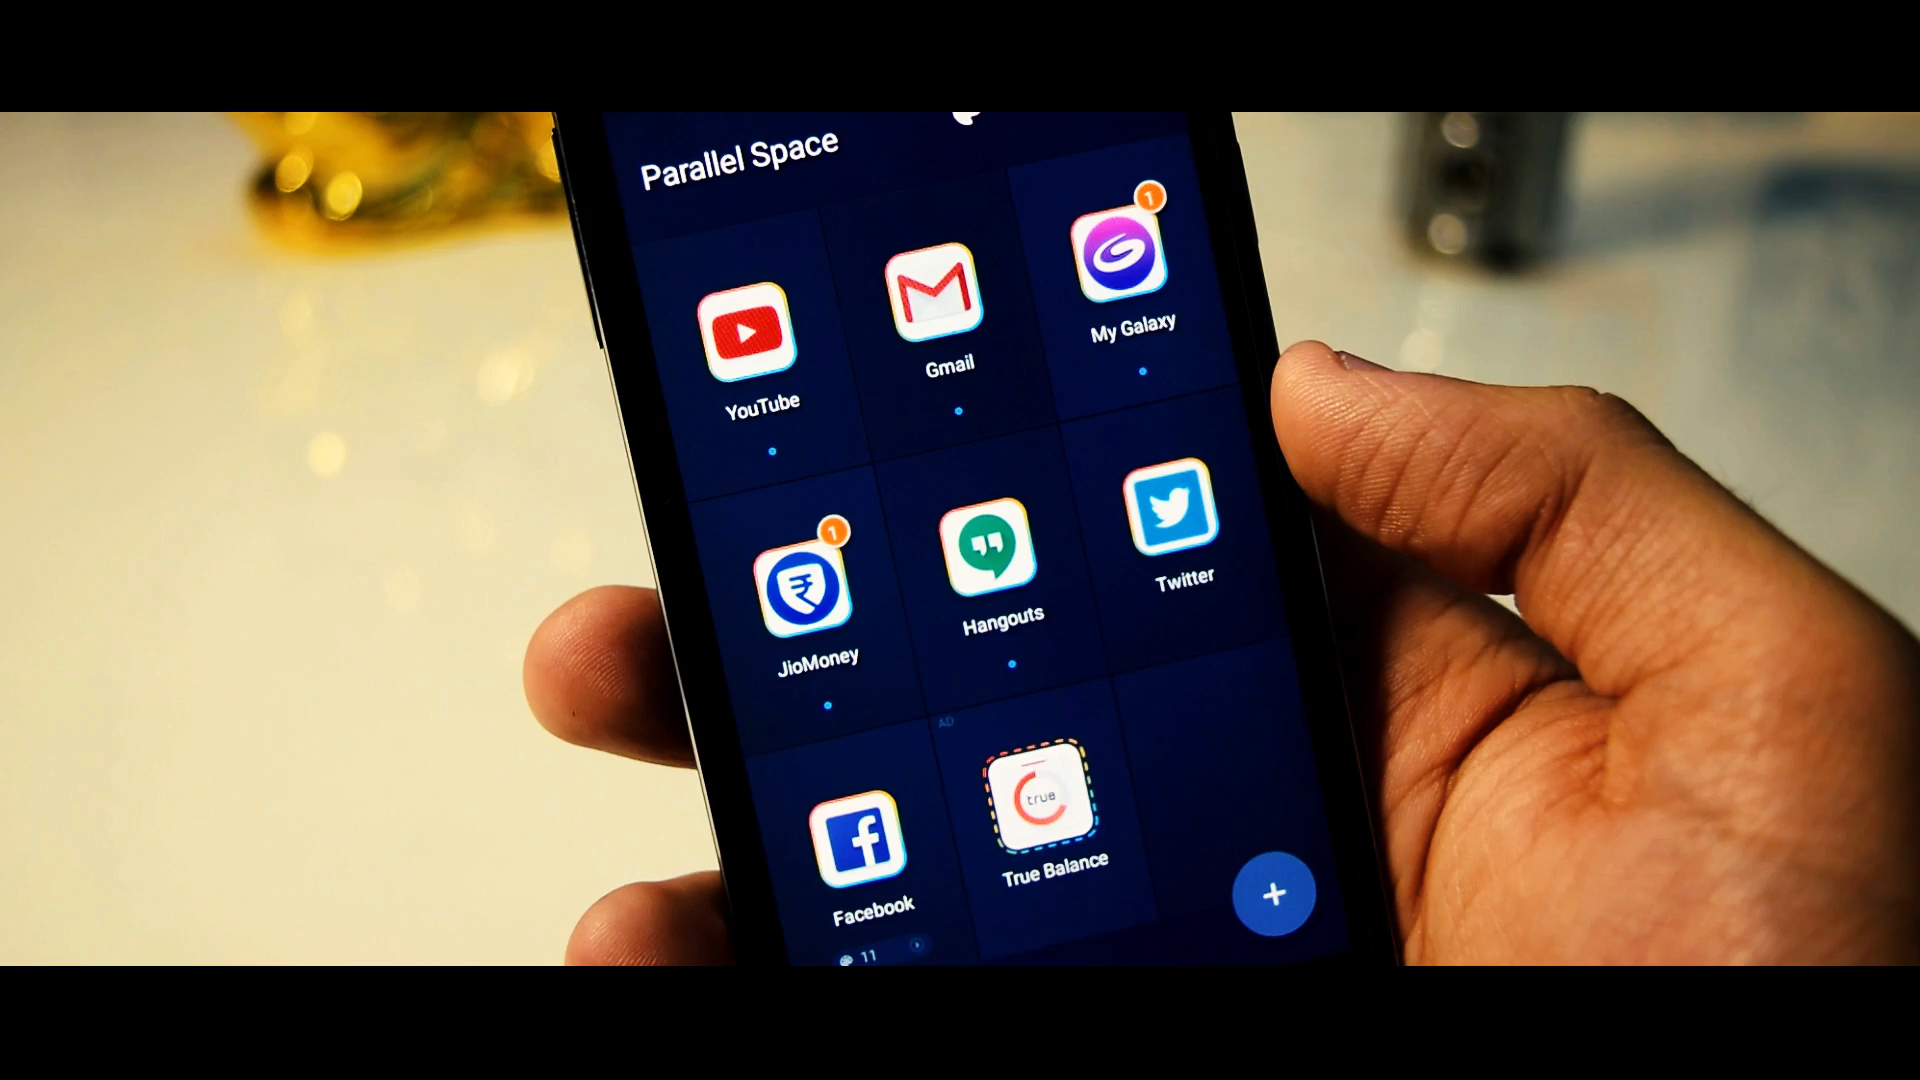 Parallel Space
YouTube
Gmail
1
My Galaxy
1
JioMoney
Hangouts
Twitter
Facebook
11
AD
true
True Balance
+